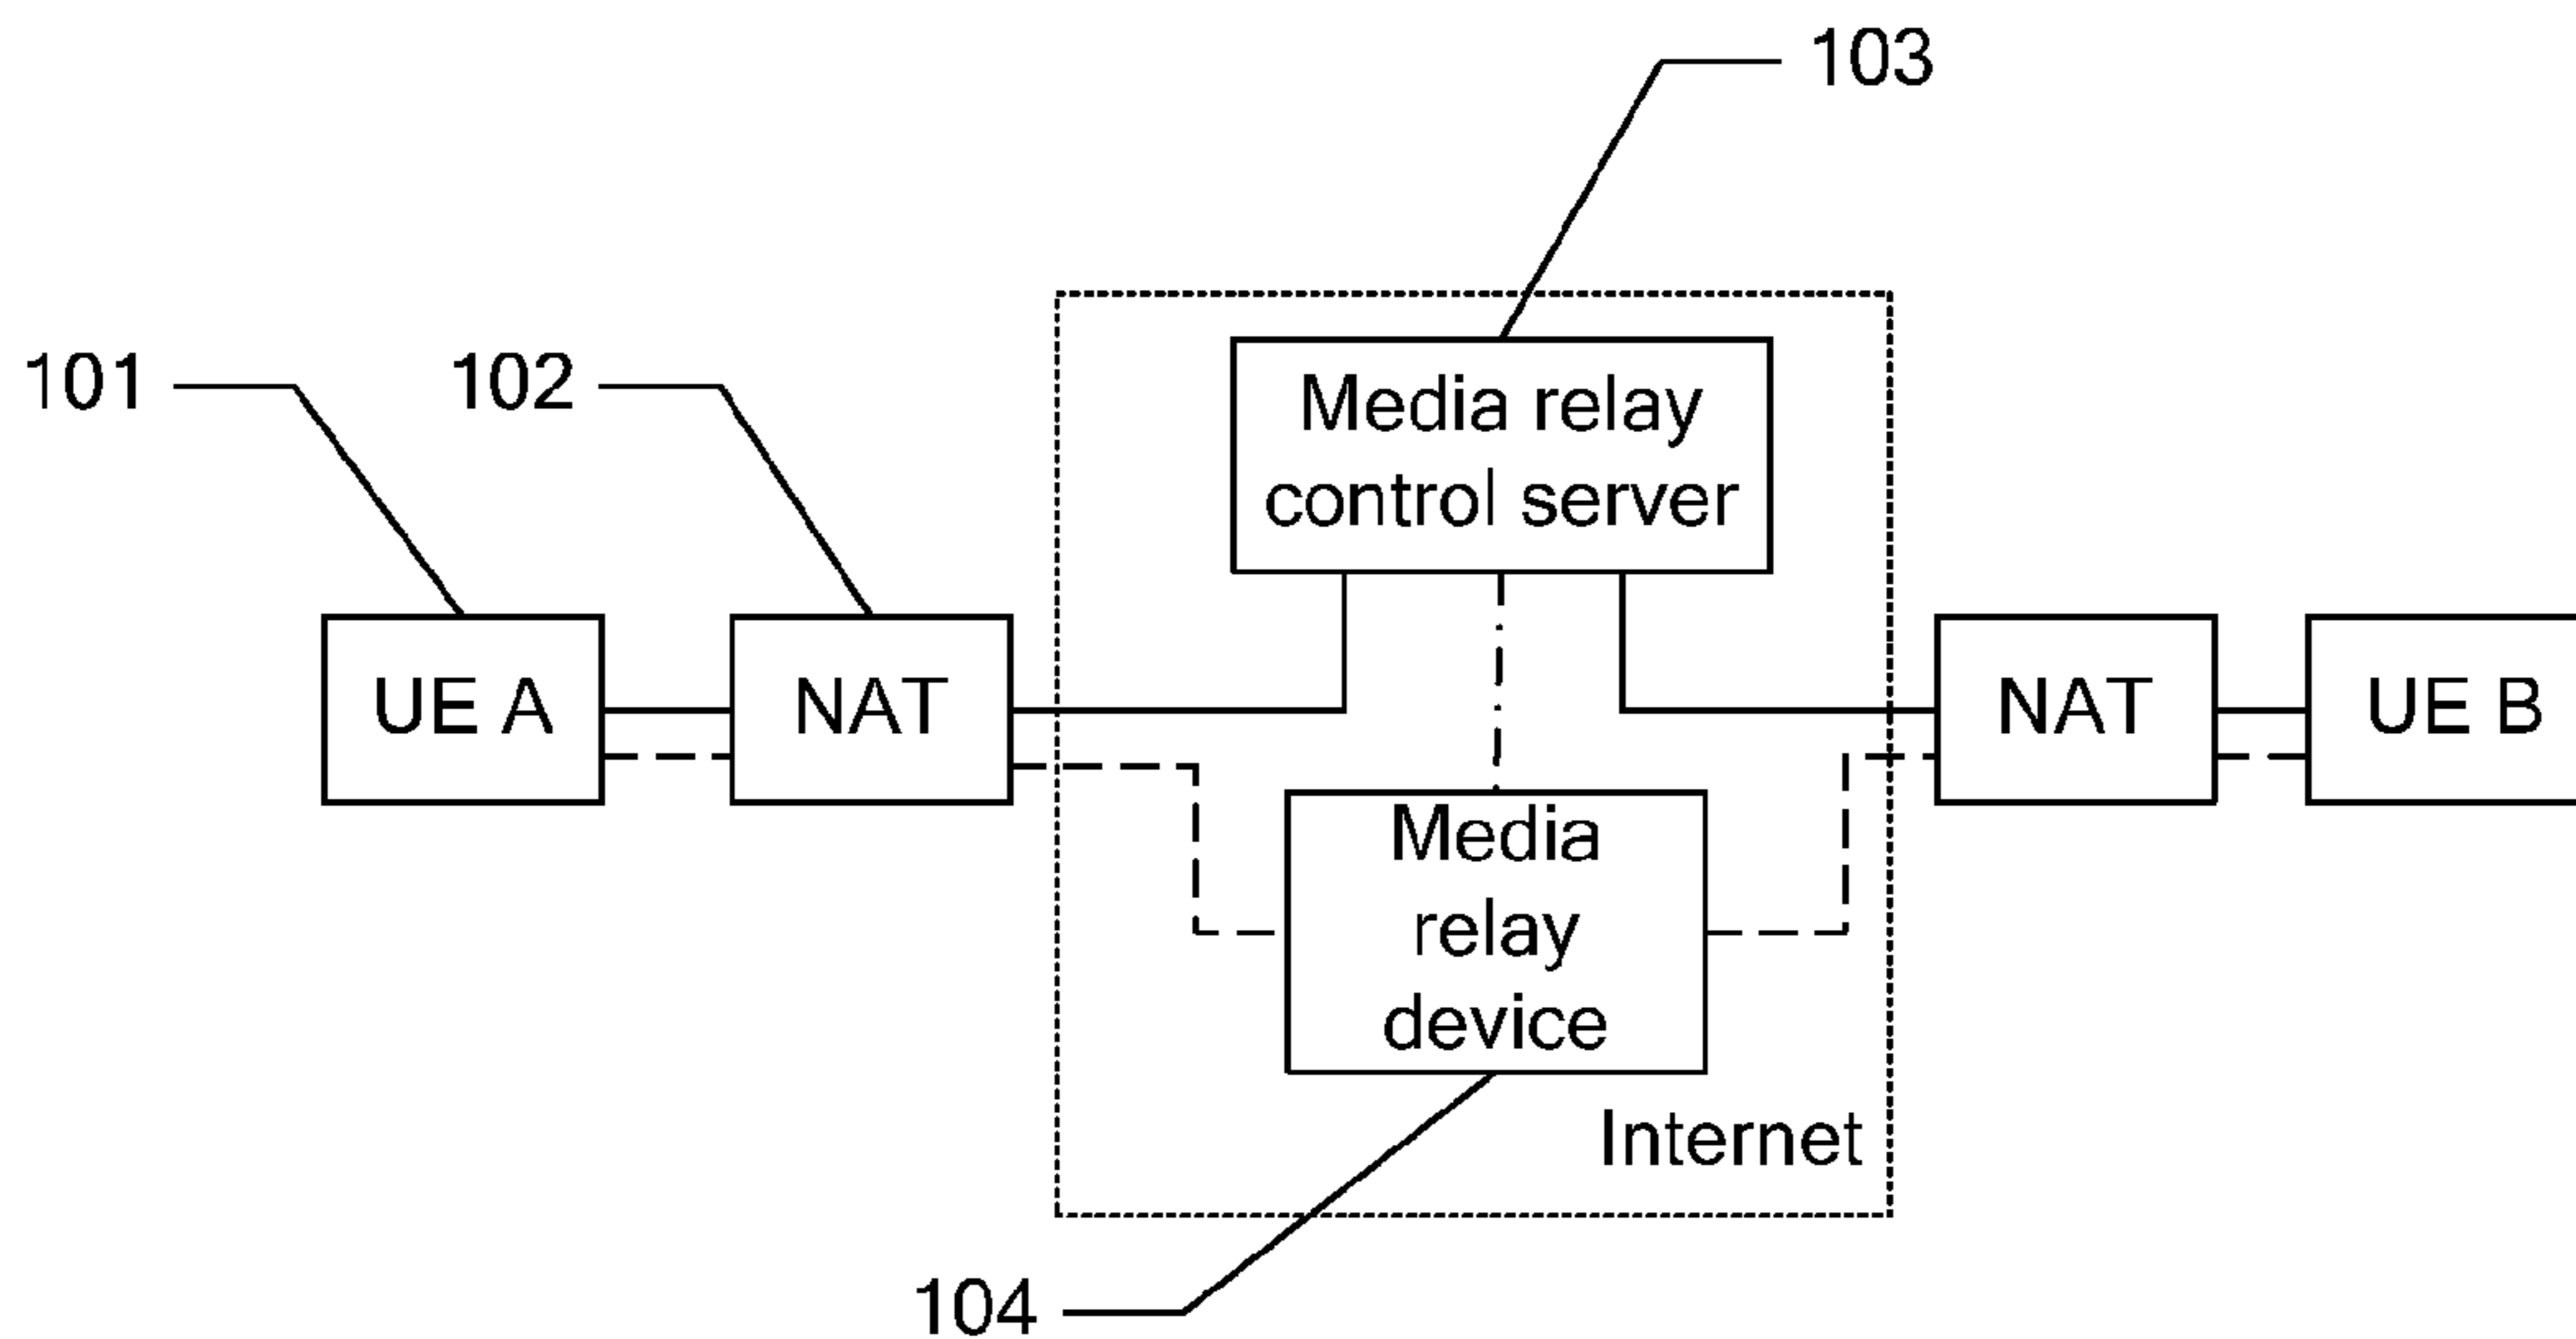 103
101
102
Media relay
control server
UE A
NAT
NAT
UE B
Media
relay
device
Internet
104